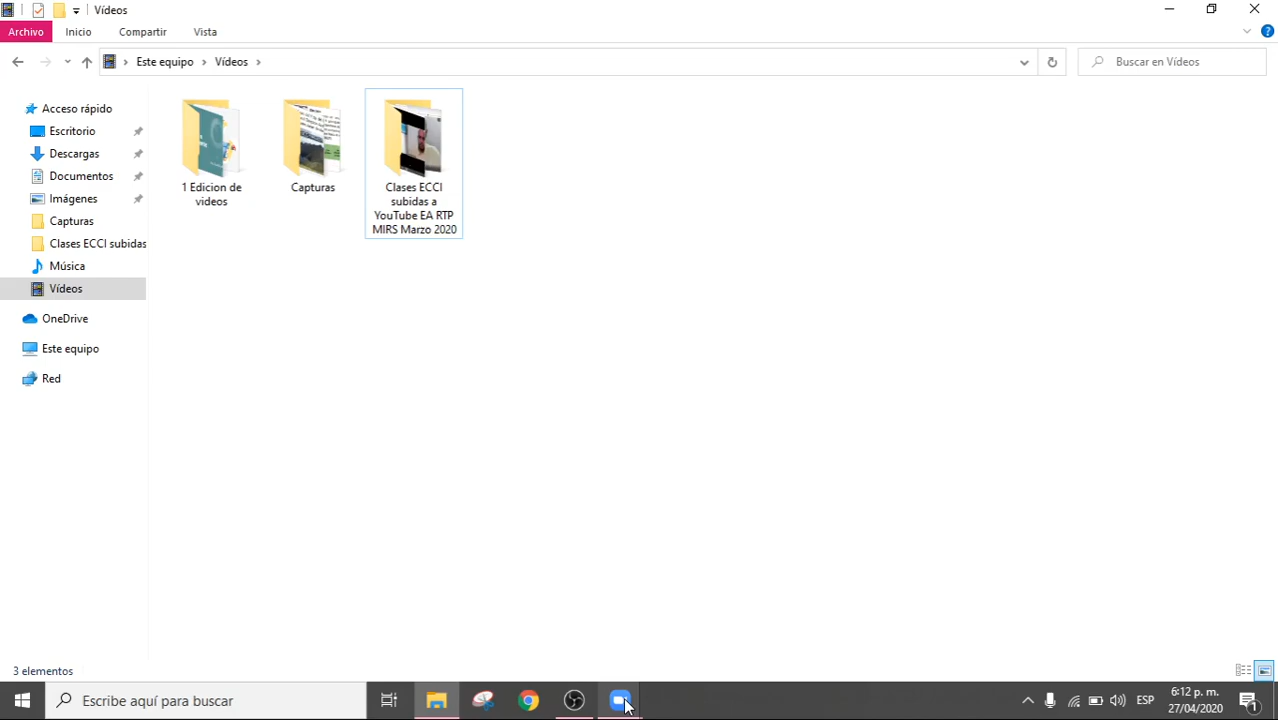 Vídeos
Archivo
Inicio
Compartir
Vista
Este equipo
Vídeos
Buscar en Vídeos
Acceso rápido
Escritorio
Descargas
Documentos
Imágenes
Capturas
Clases ECCI subidas
Música
Vídeos
OneDrive
Este equipo
Red
1 Edicion de
videos
Capturas
Clases ECCI
subidas a
YouTube EA RTP
MIRS Marzo 2020
3 elementos
Escribe aquí para buscar
ESP
6:12 p. m.
27/04/2020
1